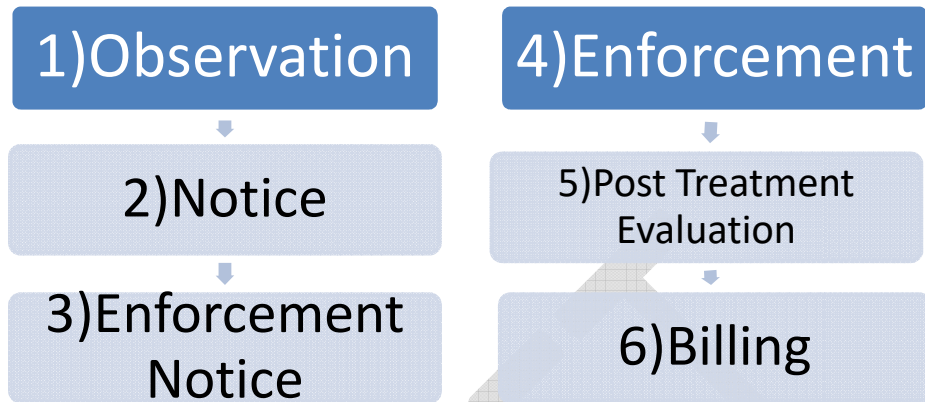 1)Observation
2)Notice
3)Enforcement
Notice
4)Enforcement
5)Post Treatment
Evaluation
6)Billing